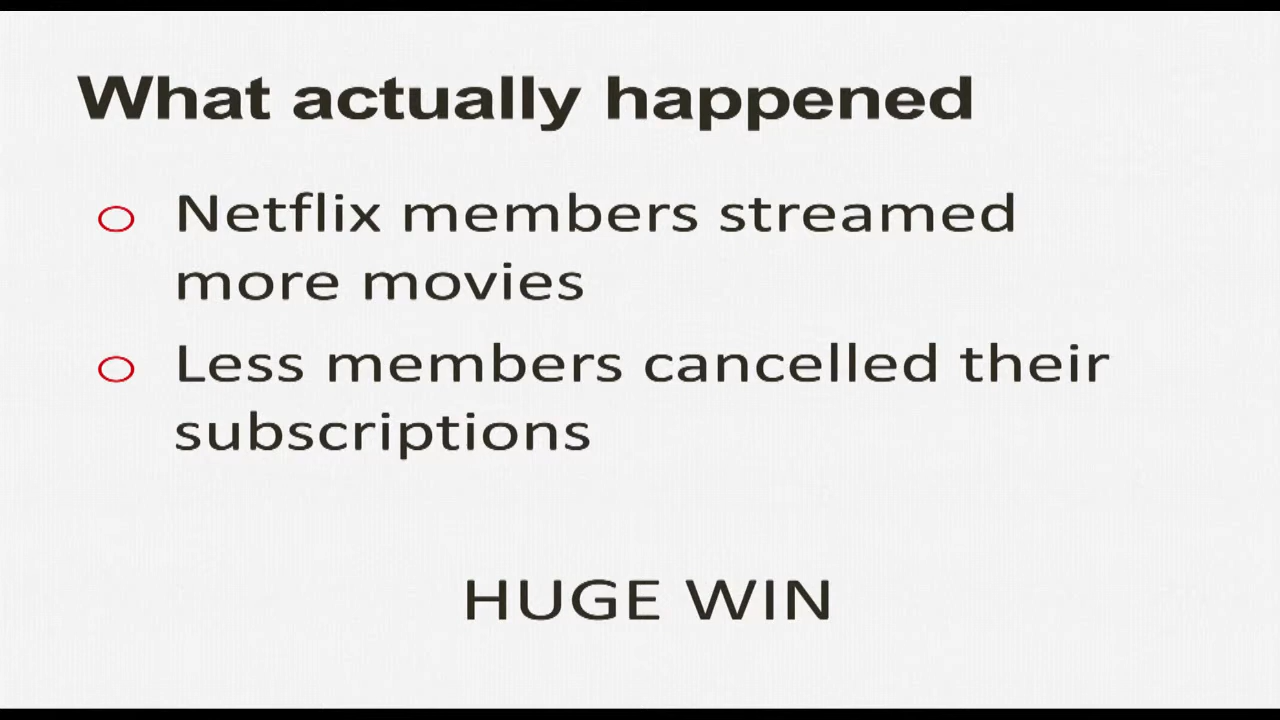 What actually happened
Netflix members streamed
more movies
Less members cancelled their
subscriptions
HUGE WIN